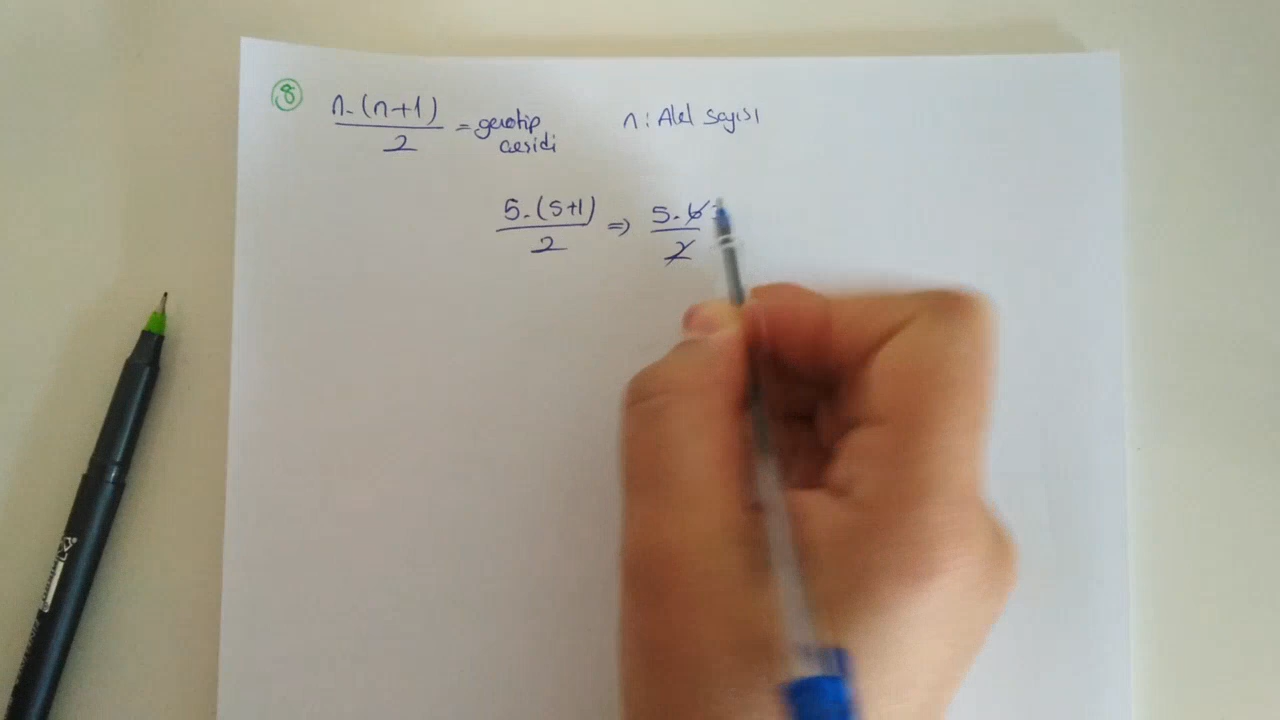 8
n.(n+1)/2 = genotip çeşidi n: Alel sayısı
5.(5+1)/2 ⇒ 5.6/2